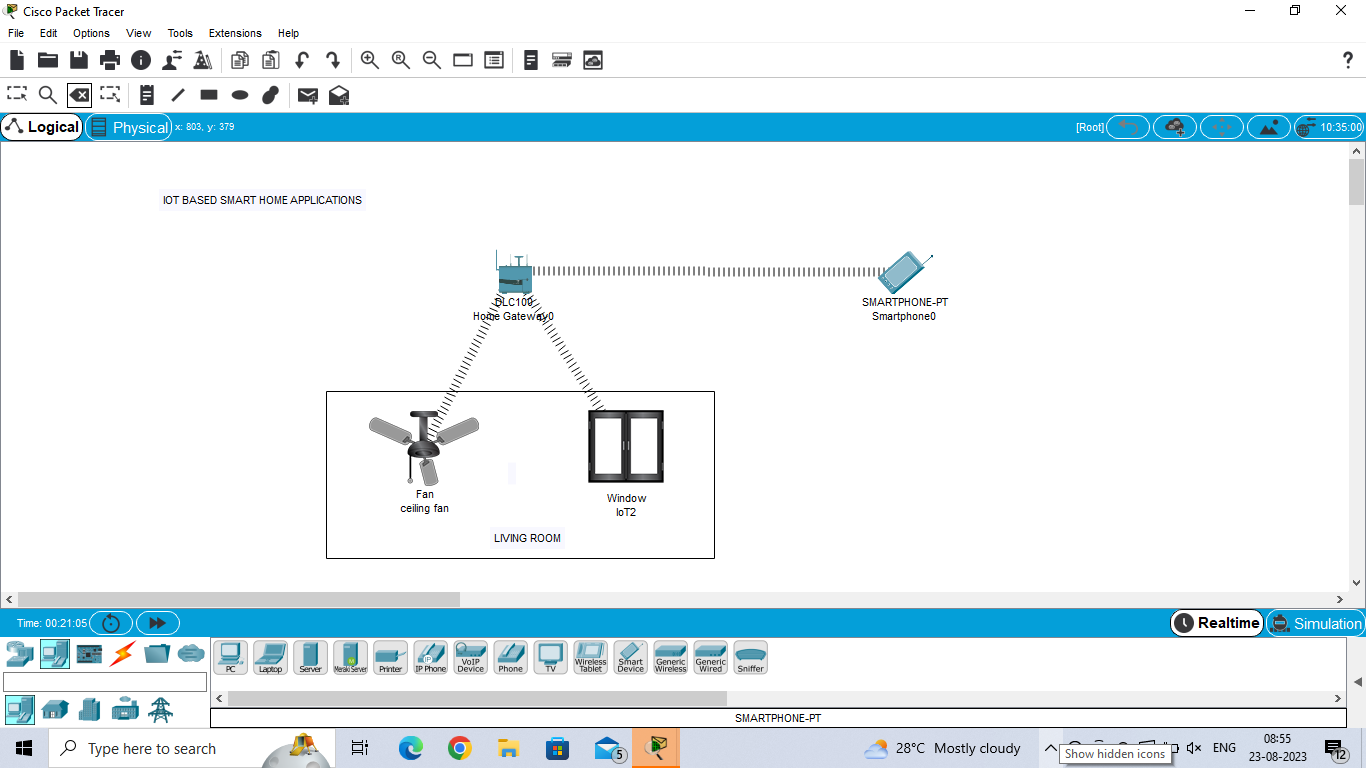 Cisco Packet Tracer
File Edit Options View Tools Extensions Help
R
?
Logical
Physical
x: 803, y: 379
[Root]
10:35:00
IOT BASED SMART HOME APPLICATIONS
DLC100
Home Gateway0
SMARTPHONE-PT
Smartphone0
Fan
ceiling fan
Window
IoT2
LIVING ROOM
Time: 00:21:05
Realtime
Simulation
PC
Laptop
Server
Meraki Server
Printer
IP
IP Phone
VoIP
Device
Phone
TV
Wireless
Tablet
Smart
Device
Generic
Wireless
Generic
Wired
Sniffer
SMARTPHONE-PT
Type here to search
5
28°C Mostly cloudy
Show hidden icons
ENG
08:55
23-08-2023
12